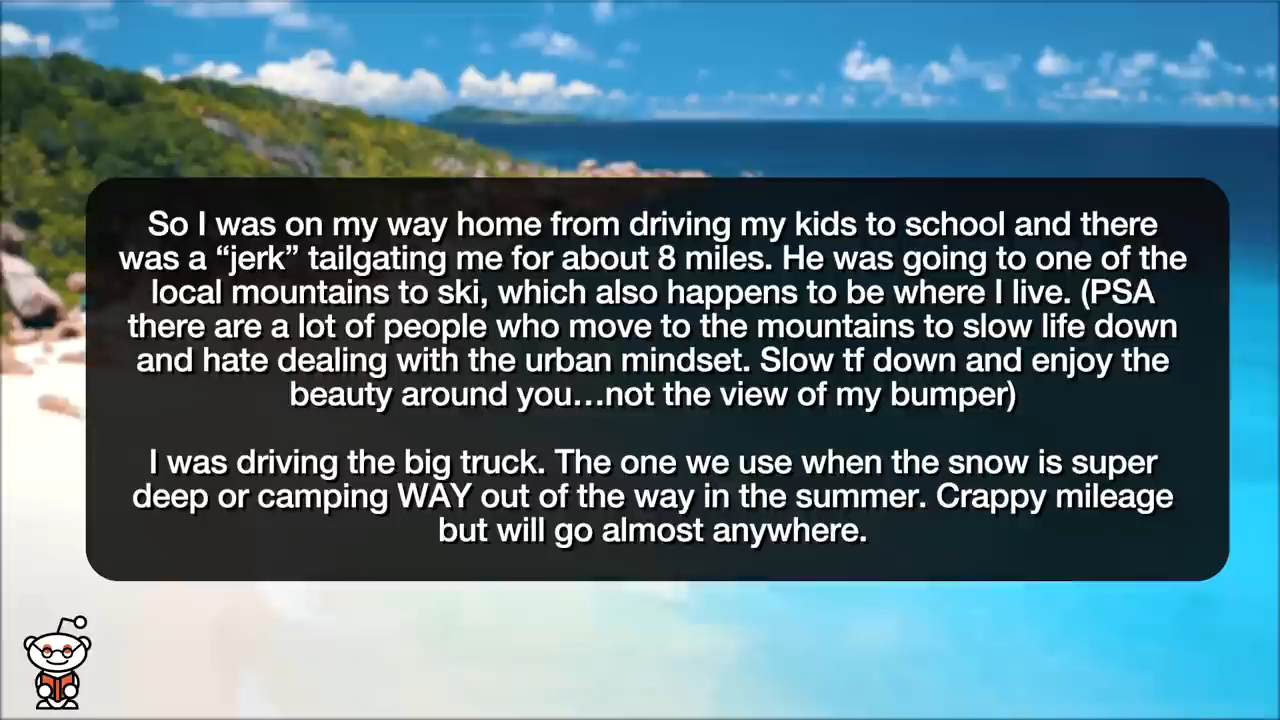 So I was on my way home from driving my kids to school and there
was a “jerk” tailgating me for about 8 miles. He was going to one of the
local mountains to ski, which also happens to be where I live. (PSA
there are a lot of people who move to the mountains to slow life down
and hate dealing with the urban mindset. Slow tf down and enjoy the
beauty around you…not the view of my bumper)
I was driving the big truck. The one we use when the snow is super
deep or camping WAY out of the way in the summer. Crappy mileage
but will go almost anywhere.